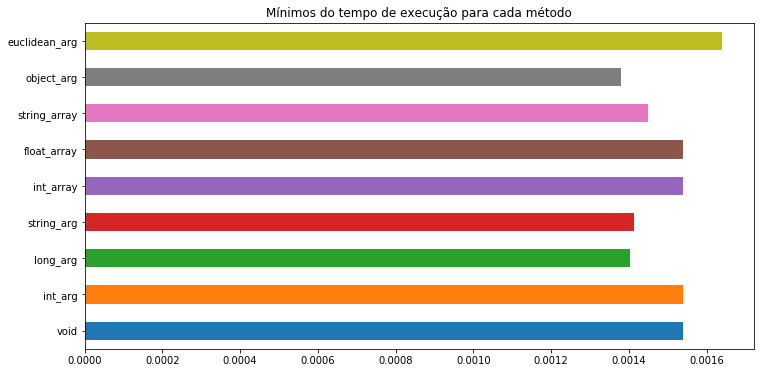 Mínimos do tempo de execução para cada método
euclidean_arg
object_arg
string_array
float_array
int_array
string_arg
long_arg
int_arg
void
0.0000 0.0002 0.0004 0.0006 0.0008 0.0010 0.0012 0.0014 0.0016